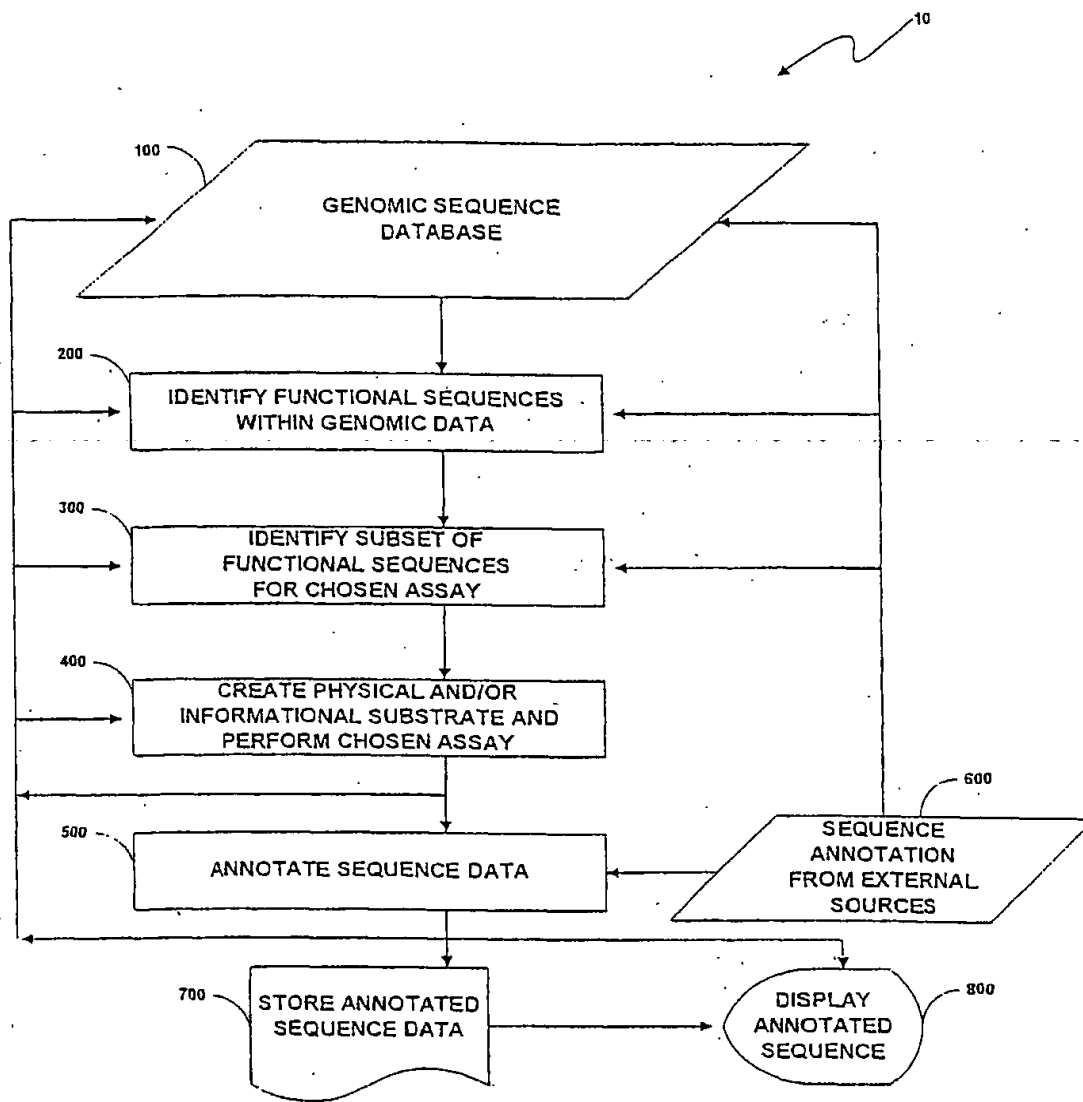 10
100
GENOMIC SEQUENCE
DATABASE
200
IDENTIFY FUNCTIONAL SEQUENCES
WITHIN GENOMIC DATA
300
IDENTIFY SUBSET OF
FUNCTIONAL SEQUENCES
FOR CHOSEN ASSAY
400
CREATE PHYSICAL AND/OR
INFORMATIONAL SUBSTRATE AND
PERFORM CHOSEN ASSAY
600
SEQUENCE
ANNOTATION
FROM EXTERNAL
SOURCES
500
ANNOTATE SEQUENCE DATA
700
STORE ANNOTATED
SEQUENCE DATA
800
DISPLAY
ANNOTATED
SEQUENCE